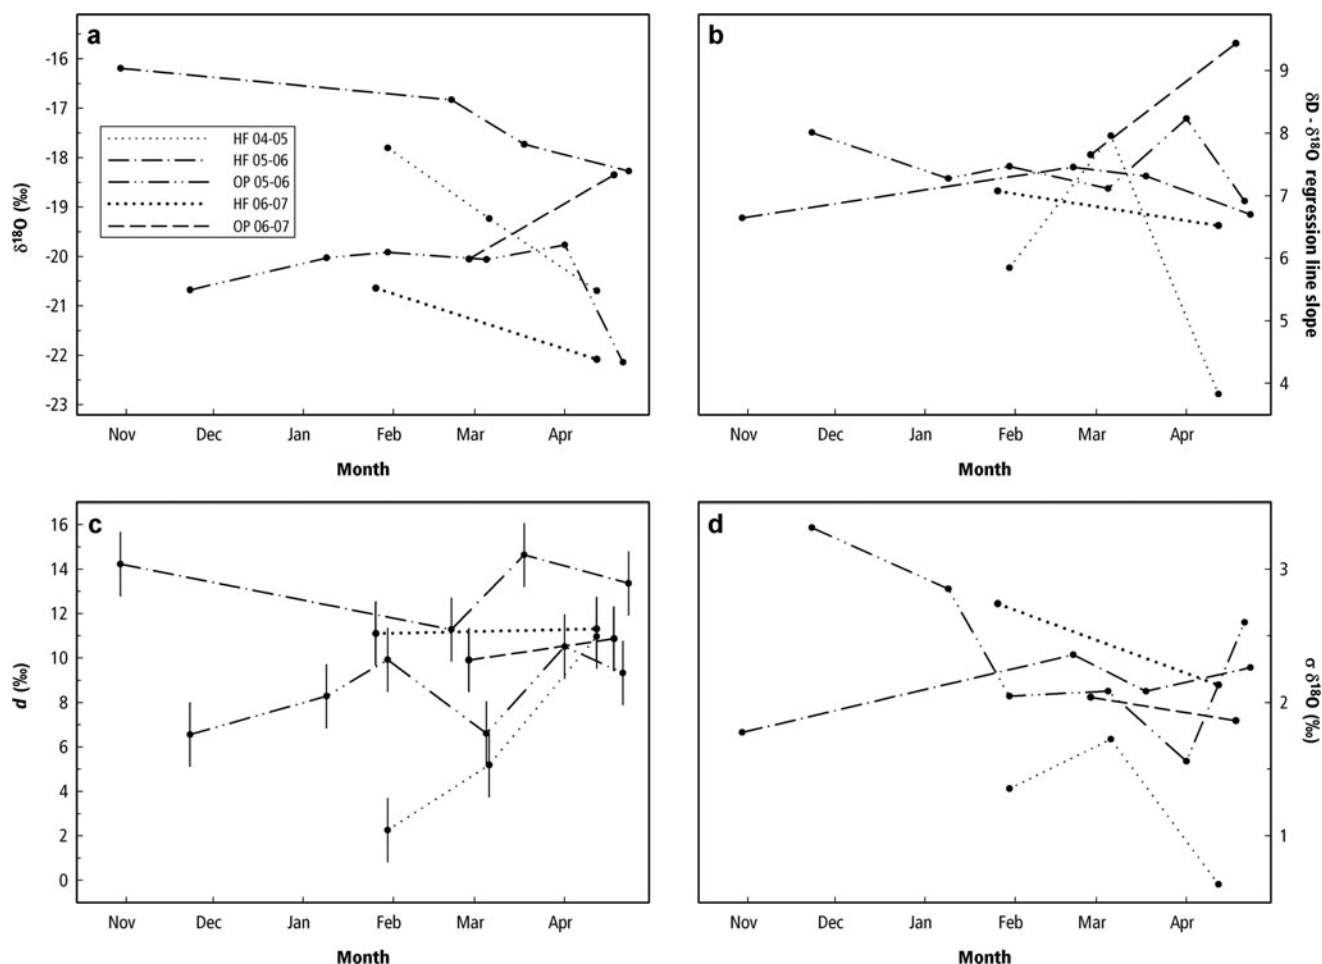 a
-16
-17
-18
-19
-20
-21
-22
-23
δ¹⁸O (‰)
HF 04-05
HF 05-06
OP 05-06
HF 06-07
OP 06-07
Nov Dec Jan Feb Mar Apr
Month
b
9
8
7
6
5
4
δD - δ¹⁸O regression line slope
Nov Dec Jan Feb Mar Apr
Month
c
16
14
12
10
8
6
4
2
0
d (‰)
Nov Dec Jan Feb Mar Apr
Month
d
3
2
1
σ δ¹⁸O (‰)
Nov Dec Jan Feb Mar Apr
Month